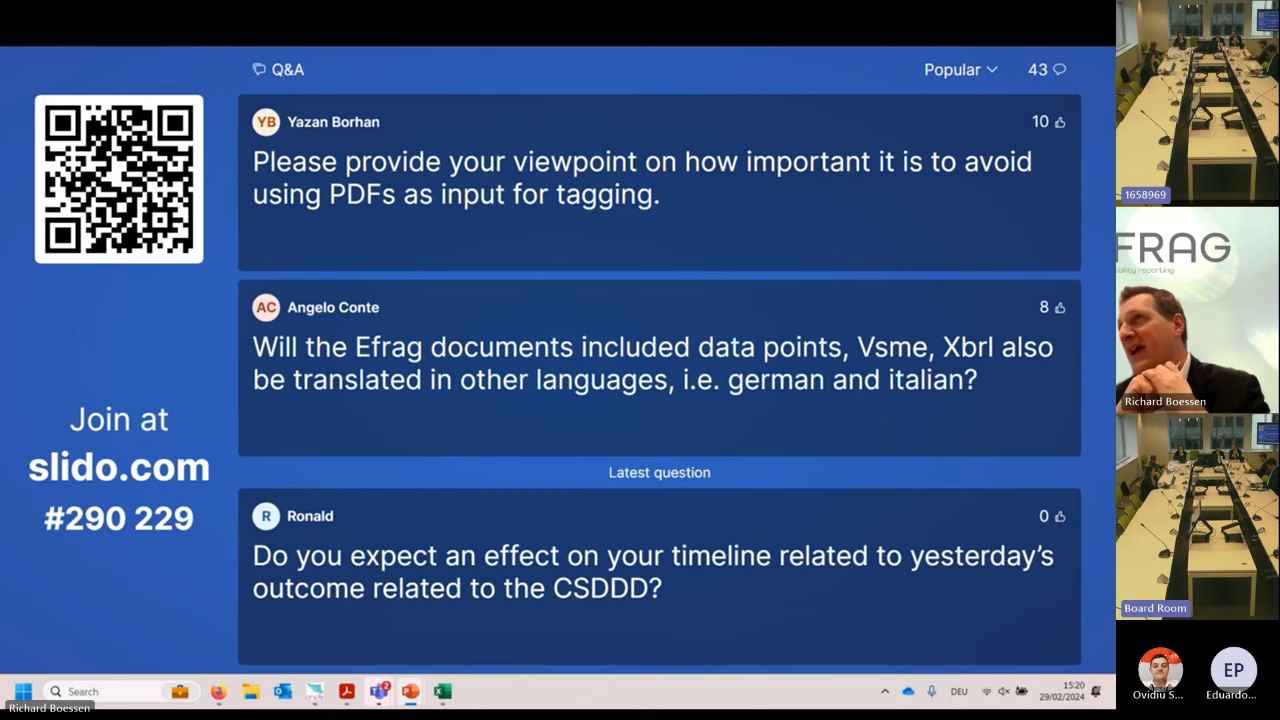 Q&A
Popular
43
YB
Yazan Borhan
10
Please provide your viewpoint on how important it is to avoid
using PDFs as input for tagging.
AC
Angelo Conte
8
Will the Efrag documents included data points, Vsme, Xbrl also
be translated in other languages, i.e. german and italian?
Latest question
R
Ronald
0
Do you expect an effect on your timeline related to yesterday's
outcome related to the CSDDD?
Join at
slido.com
#290 229
Search
2
DEU
15:20
29/02/2024
Richard Boessen
1658969
FRAG
bility reporting
Richard Boessen
Board Room
Ovidiu S...
EP
Eduardo...